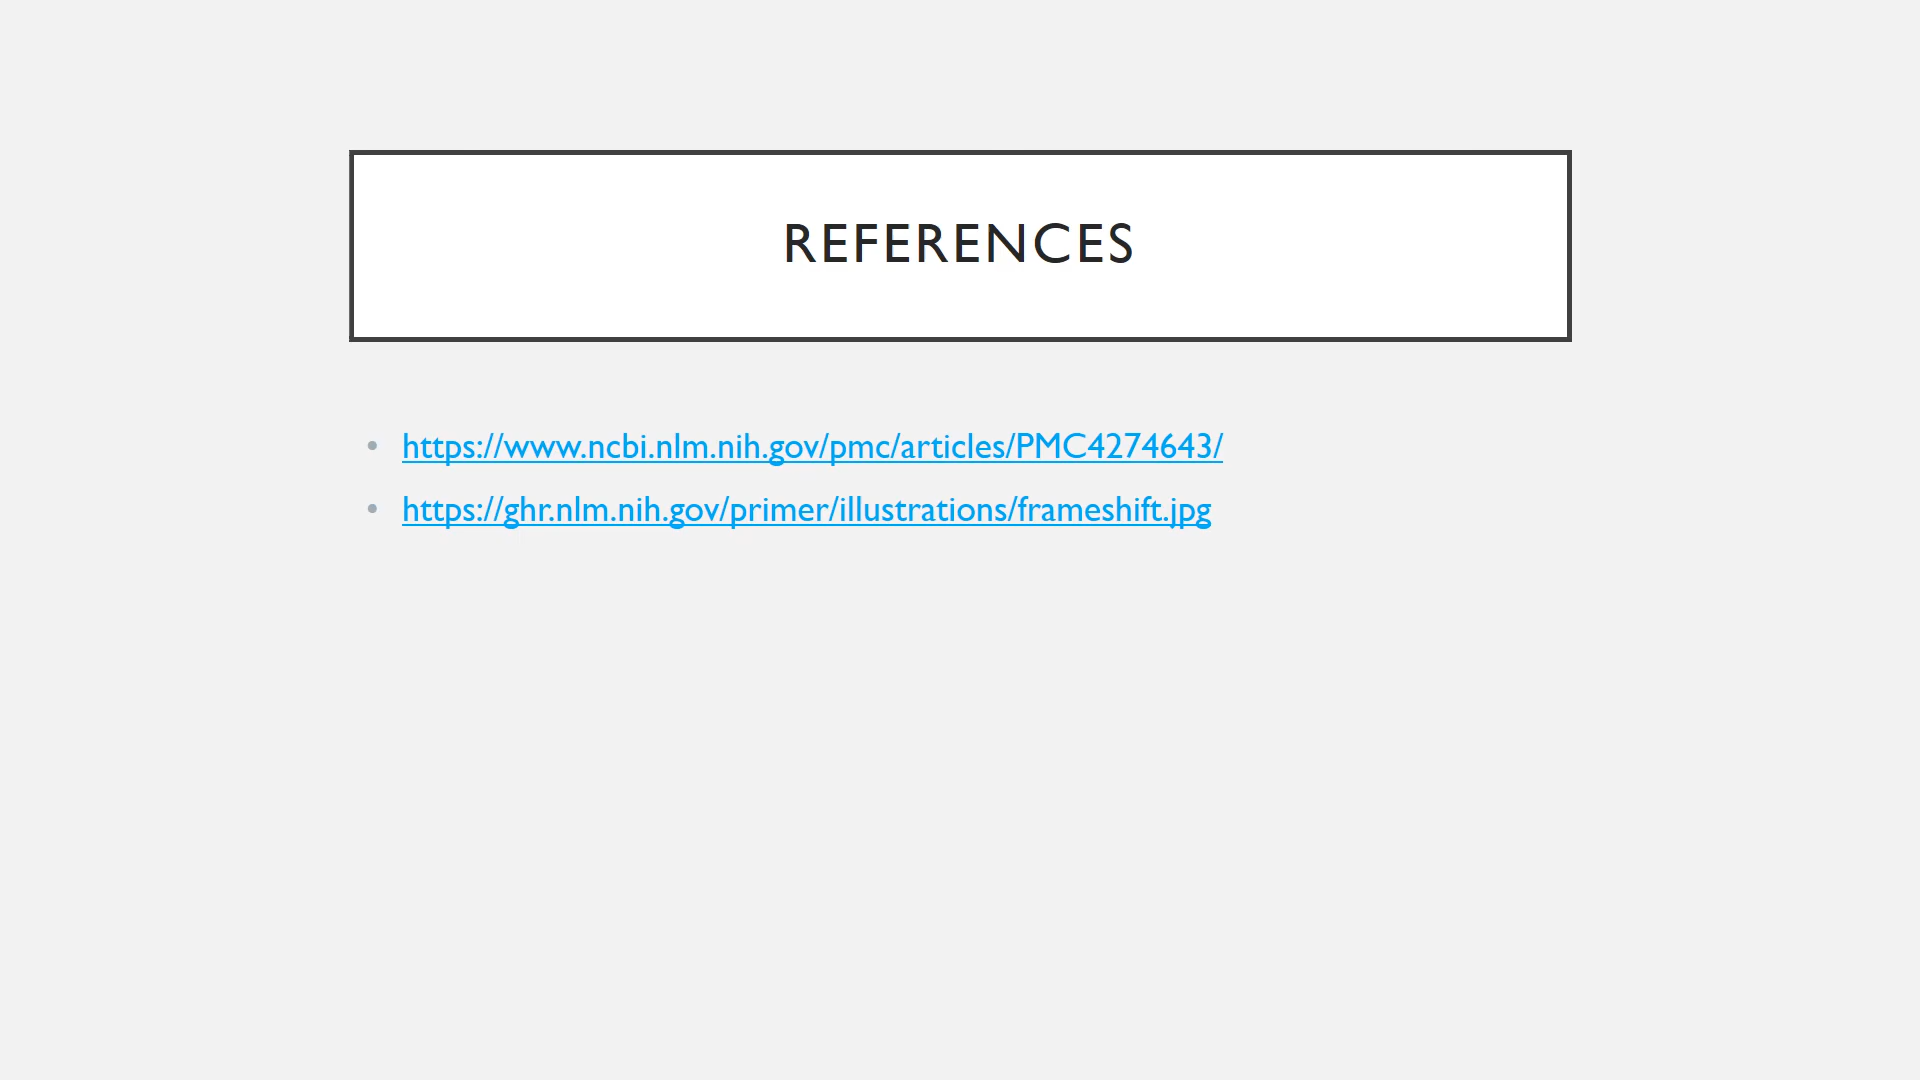 REFERENCES
• https://www.ncbi.nlm.nih.gov/pmc/articles/PMC4274643/
• https://ghr.nlm.nih.gov/primer/illustrations/frameshift.jpg